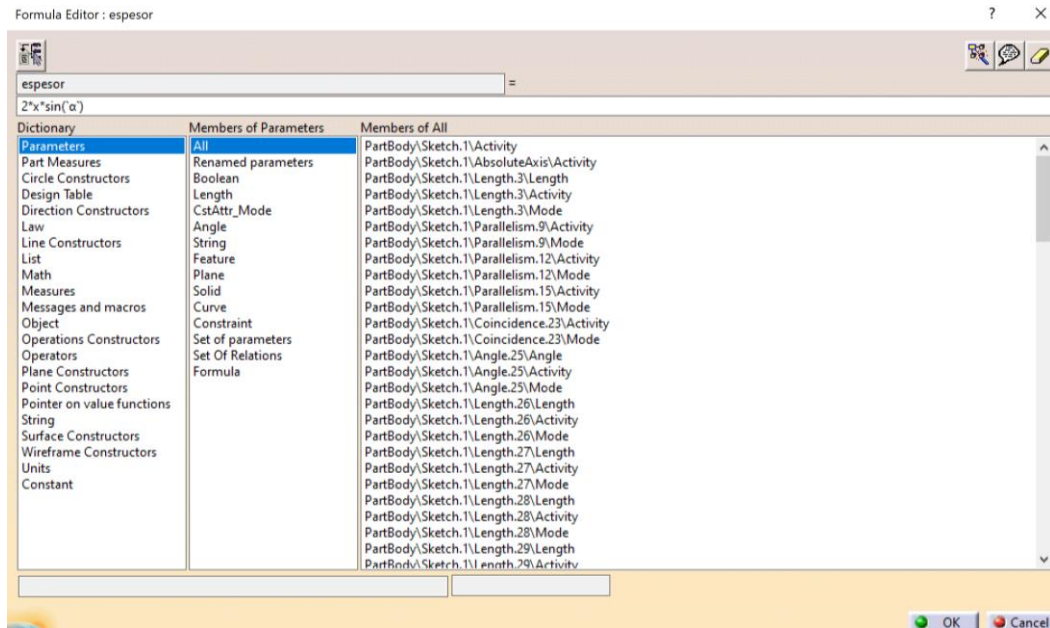 Formula Editor : espesor ? ×
espesor =
2*x*sin(`α`)
Dictionary Members of Parameters Members of All
Parameters All PartBody\Sketch.1\Activity
Part Measures Renamed parameters PartBody\Sketch.1\AbsoluteAxis\Activity
Circle Constructors Boolean PartBody\Sketch.1\Length.3\Length
Design Table Length PartBody\Sketch.1\Length.3\Activity
Direction Constructors CstAttr_Mode PartBody\Sketch.1\Length.3\Mode
Law Angle PartBody\Sketch.1\Parallelism.9\Activity
Line Constructors String PartBody\Sketch.1\Parallelism.9\Mode
List Feature PartBody\Sketch.1\Parallelism.12\Activity
Math Plane PartBody\Sketch.1\Parallelism.12\Mode
Measures Solid PartBody\Sketch.1\Parallelism.15\Activity
Messages and macros Curve PartBody\Sketch.1\Parallelism.15\Mode
Object Constraint PartBody\Sketch.1\Coincidence.23\Activity
Operations Constructors Set of parameters PartBody\Sketch.1\Coincidence.23\Mode
Operators Set Of Relations PartBody\Sketch.1\Angle.25\Angle
Plane Constructors Formula PartBody\Sketch.1\Angle.25\Activity
Point Constructors PartBody\Sketch.1\Angle.25\Mode
Pointer on value functions PartBody\Sketch.1\Length.26\Length
String PartBody\Sketch.1\Length.26\Activity
Surface Constructors PartBody\Sketch.1\Length.26\Mode
Wireframe Constructors PartBody\Sketch.1\Length.27\Length
Units PartBody\Sketch.1\Length.27\Activity
Constant PartBody\Sketch.1\Length.27\Mode
PartBody\Sketch.1\Length.28\Length
PartBody\Sketch.1\Length.28\Activity
PartBody\Sketch.1\Length.28\Mode
PartBody\Sketch.1\Length.29\Length
PartBody\Sketch.1\Length.29\Activity
OK Cancel